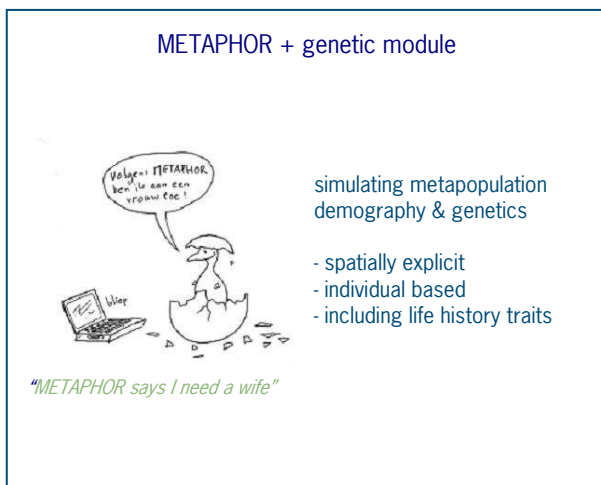 METAPHOR + genetic module
Volgens METAPHOR
ben ik aan een
vrouw toe!
bliep
simulating metapopulation
demography & genetics
- spatially explicit
- individual based
- including life history traits
"METAPHOR says I need a wife"